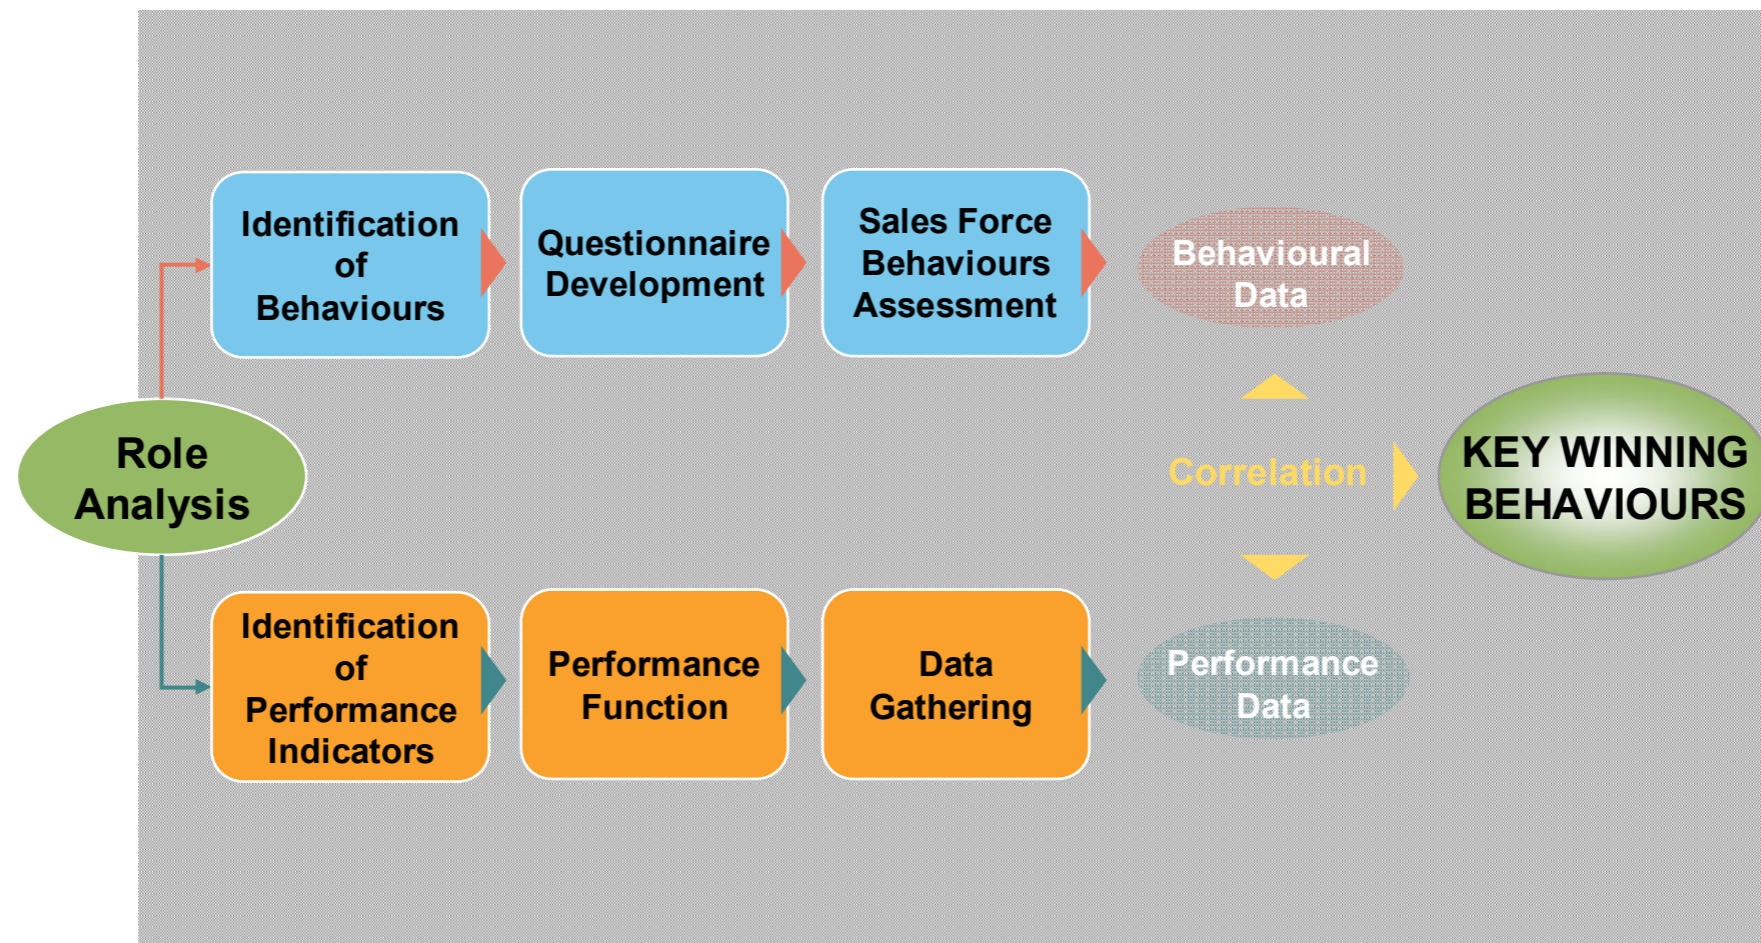 Role
Analysis
Identification
of
Behaviours
Questionnaire
Development
Sales Force
Behaviours
Assessment
Behavioural
Data
Identification
of
Performance
Indicators
Performance
Function
Data
Gathering
Performance
Data
Correlation
KEY WINNING
BEHAVIOURS